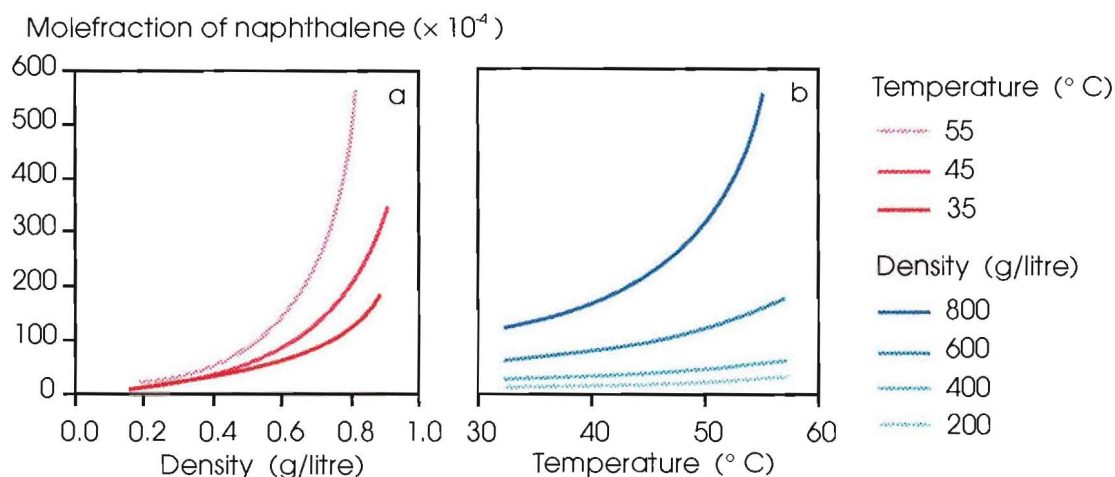 Molefraction of naphthalene (× 10⁻⁴)
600
500
400
300
200
100
0
a
0.0 0.2 0.4 0.6 0.8 1.0
Density (g/litre)
b
30 40 50 60
Temperature (° C)
Temperature (° C)
55
45
35
Density (g/litre)
800
600
400
200